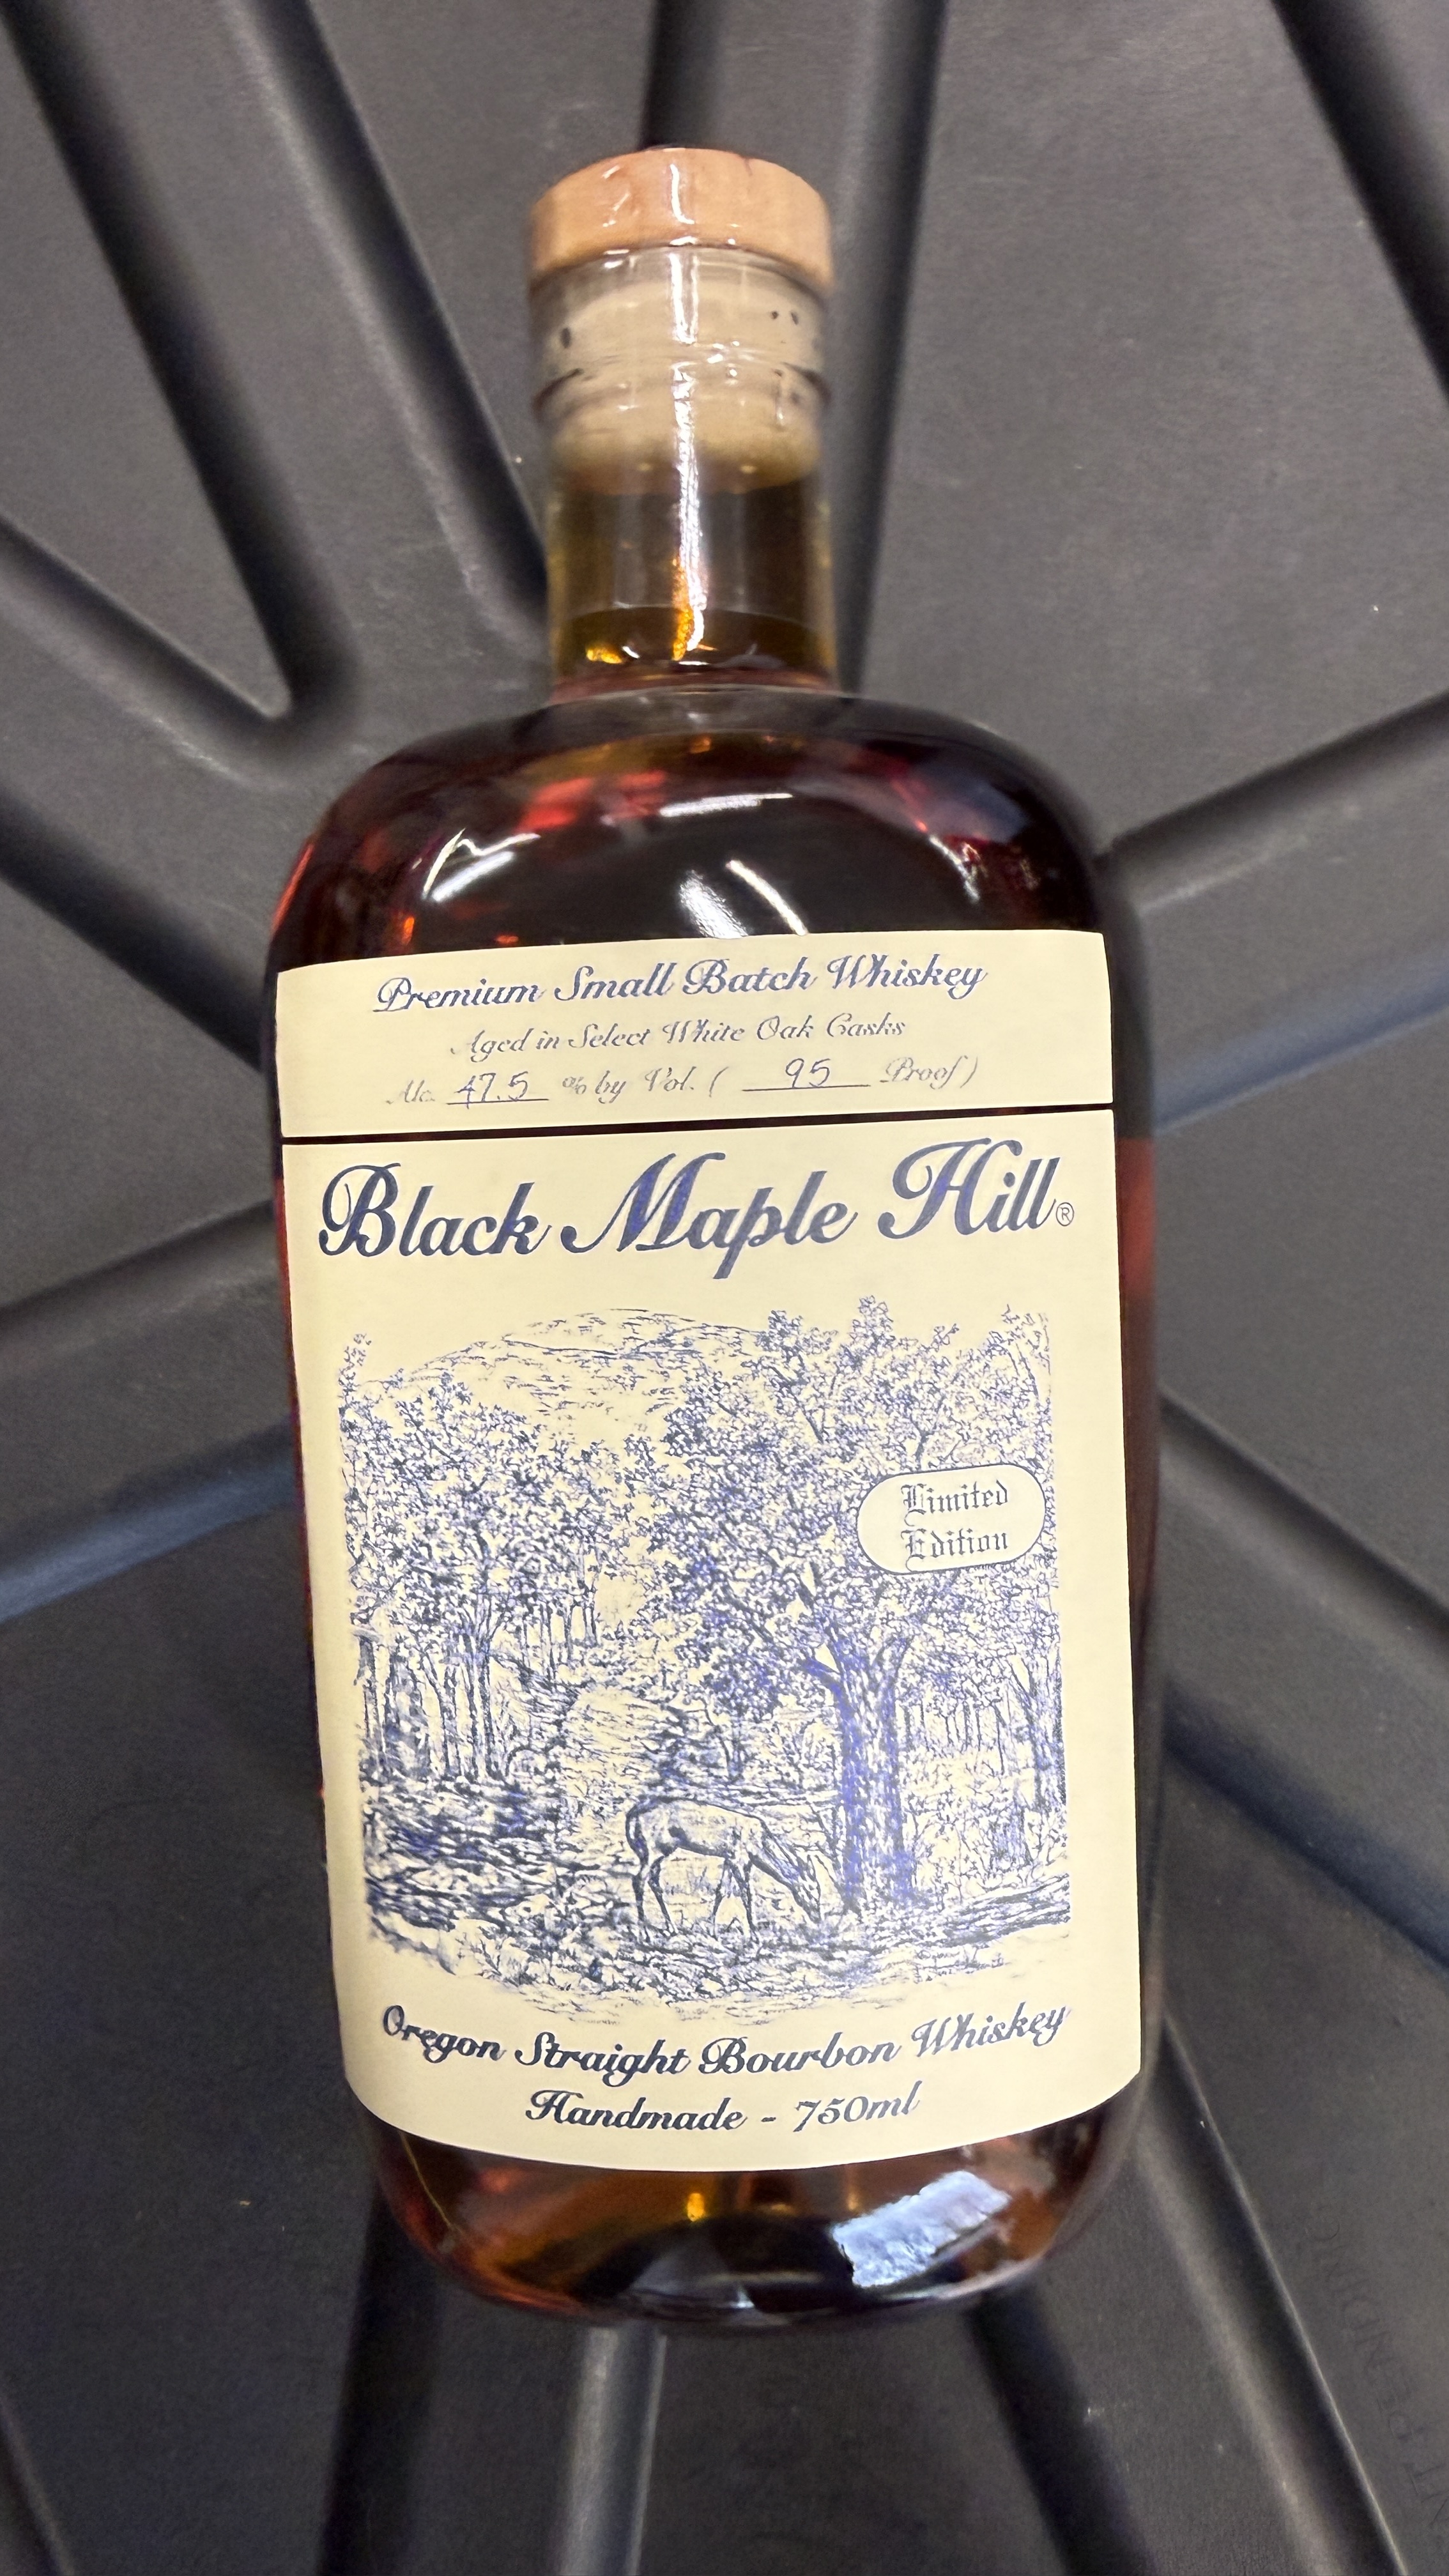 Premium Small Batch Whiskey
Aged in Select White Oak Casks
Alc. 47.5 % by Vol. ( 95 Proof )
Black Maple Hill®
Limited
Edition
Oregon Straight Bourbon Whiskey
Handmade - 750ml